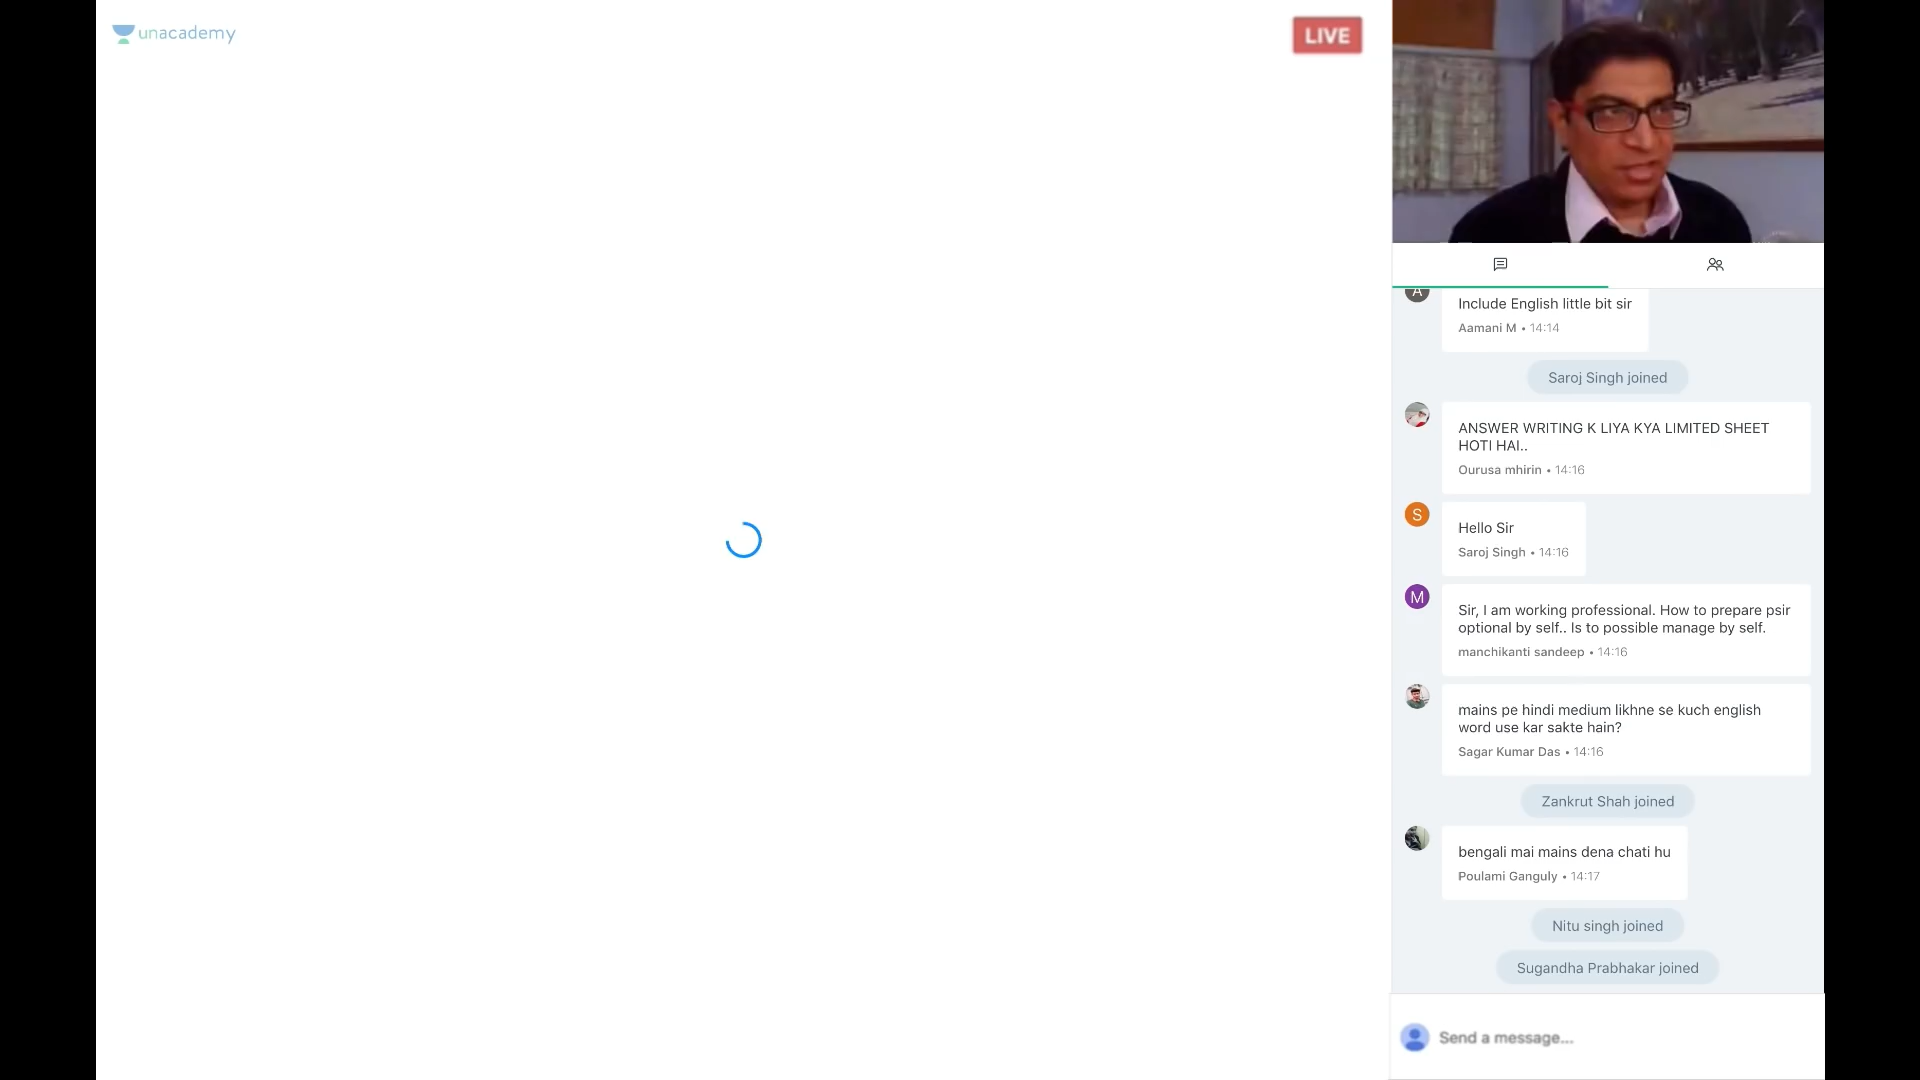 unacademy
LIVE
A
Include English little bit sir
Aamani M • 14:14
Saroj Singh joined
ANSWER WRITING K LIYA KYA LIMITED SHEET
HOTI HAI..
Ourusa mhirin • 14:16
S
Hello Sir
Saroj Singh • 14:16
M
Sir, I am working professional. How to prepare psir
optional by self.. Is to possible manage by self.
manchikanti sandeep • 14:16
mains pe hindi medium likhne se kuch english
word use kar sakte hain?
Sagar Kumar Das • 14:16
Zankrut Shah joined
bengali mai mains dena chati hu
Poulami Ganguly • 14:17
Nitu singh joined
Sugandha Prabhakar joined
Send a message...